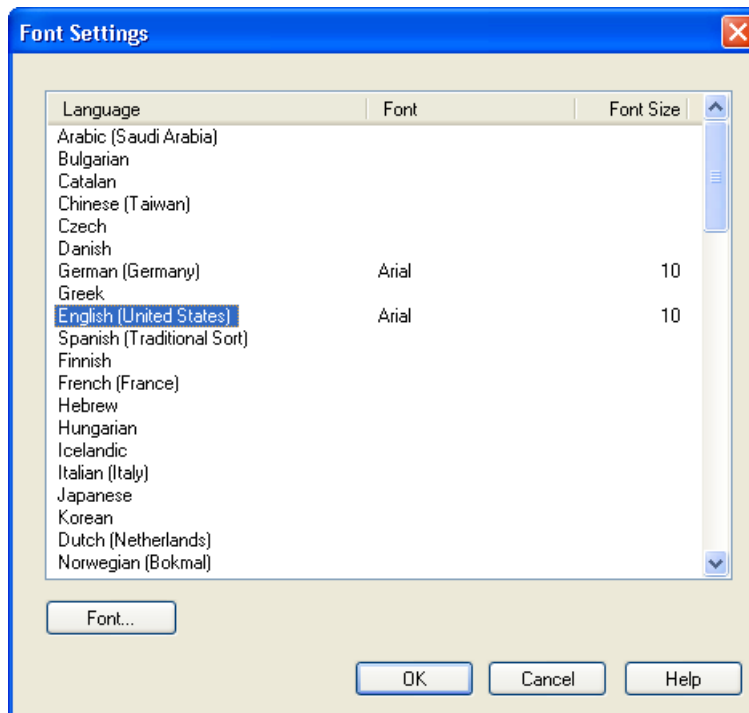 Font Settings
Language Font Font Size
Arabic (Saudi Arabia)
Bulgarian
Catalan
Chinese (Taiwan)
Czech
Danish
German (Germany) Arial 10
Greek
English (United States) Arial 10
Spanish (Traditional Sort)
Finnish
French (France)
Hebrew
Hungarian
Icelandic
Italian (Italy)
Japanese
Korean
Dutch (Netherlands)
Norwegian (Bokmal)
Font...
OK Cancel Help